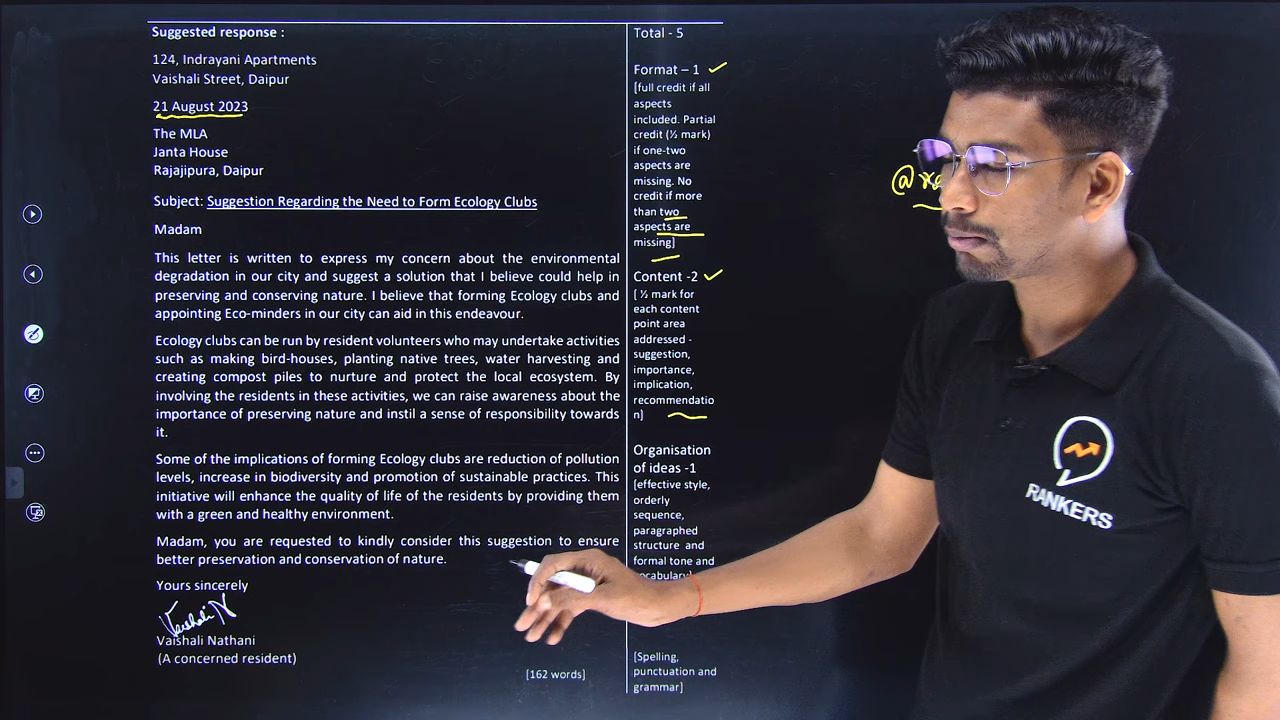 Suggested response :
124, Indrayani Apartments
Vaishali Street, Daipur
21 August 2023
The MLA
Janta House
Rajajipura, Daipur
Subject: Suggestion Regarding the Need to Form Ecology Clubs
Madam
This letter is written to express my concern about the environmental
degradation in our city and suggest a solution that I believe could help in
preserving and conserving nature. I believe that forming Ecology clubs and
appointing Eco-minders in our city can aid in this endeavour.
Ecology clubs can be run by resident volunteers who may undertake activities
such as making bird-houses, planting native trees, water harvesting and
creating compost piles to nurture and protect the local ecosystem. By
involving the residents in these activities, we can raise awareness about the
importance of preserving nature and instil a sense of responsibility towards
it.
Some of the implications of forming Ecology clubs are reduction of pollution
levels, increase in biodiversity and promotion of sustainable practices. This
initiative will enhance the quality of life of the residents by providing them
with a green and healthy environment.
Madam, you are requested to kindly consider this suggestion to ensure
better preservation and conservation of nature.
Yours sincerely
Vaishali N
Vaishali Nathani
(A concerned resident)
[162 words]
Total - 5
Format – 1
[full credit if all
aspects
included. Partial
credit (½ mark)
if one-two
aspects are
missing. No
credit if more
than two
aspects are
missing]
Content -2
[ ½ mark for
each content
point area
addressed -
suggestion,
importance,
implication,
recommendatio
n]
Organisation
of ideas -1
[effective style,
orderly
sequence,
paragraphed
structure and
formal tone and
vocabulary]
[Spelling,
punctuation and
grammar]
RANKERS